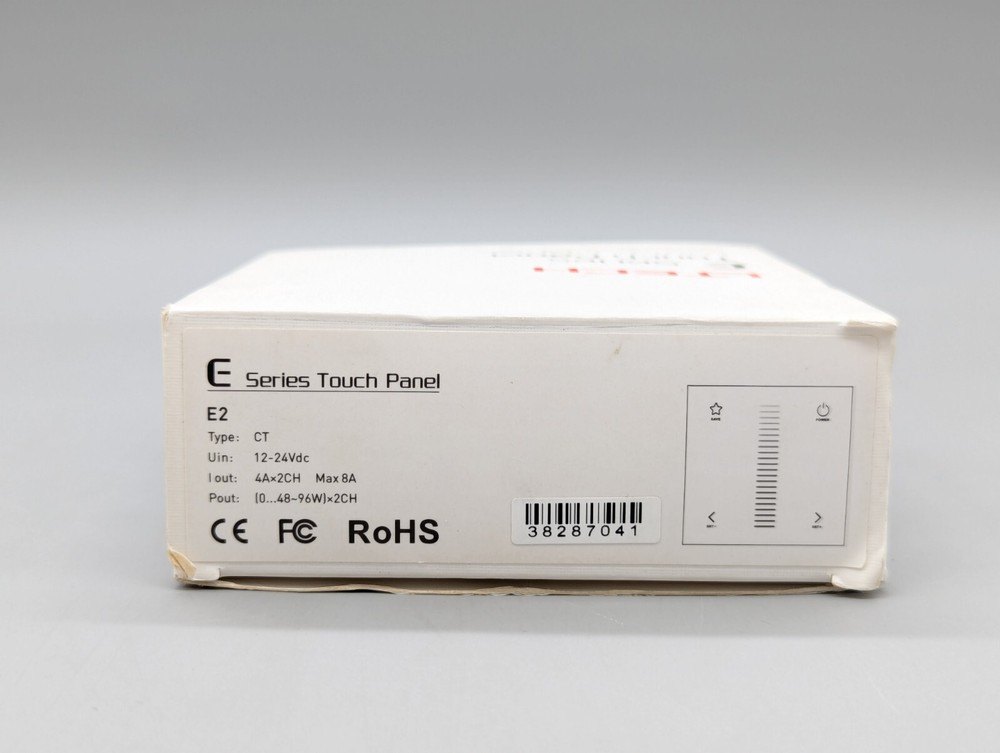 E Series Touch Panel
E2
Type: CT
Uin: 12-24Vdc
Iout: 4A×2CH Max 8A
Pout: (0...48~96W)×2CH
CE FC RoHS
38287041